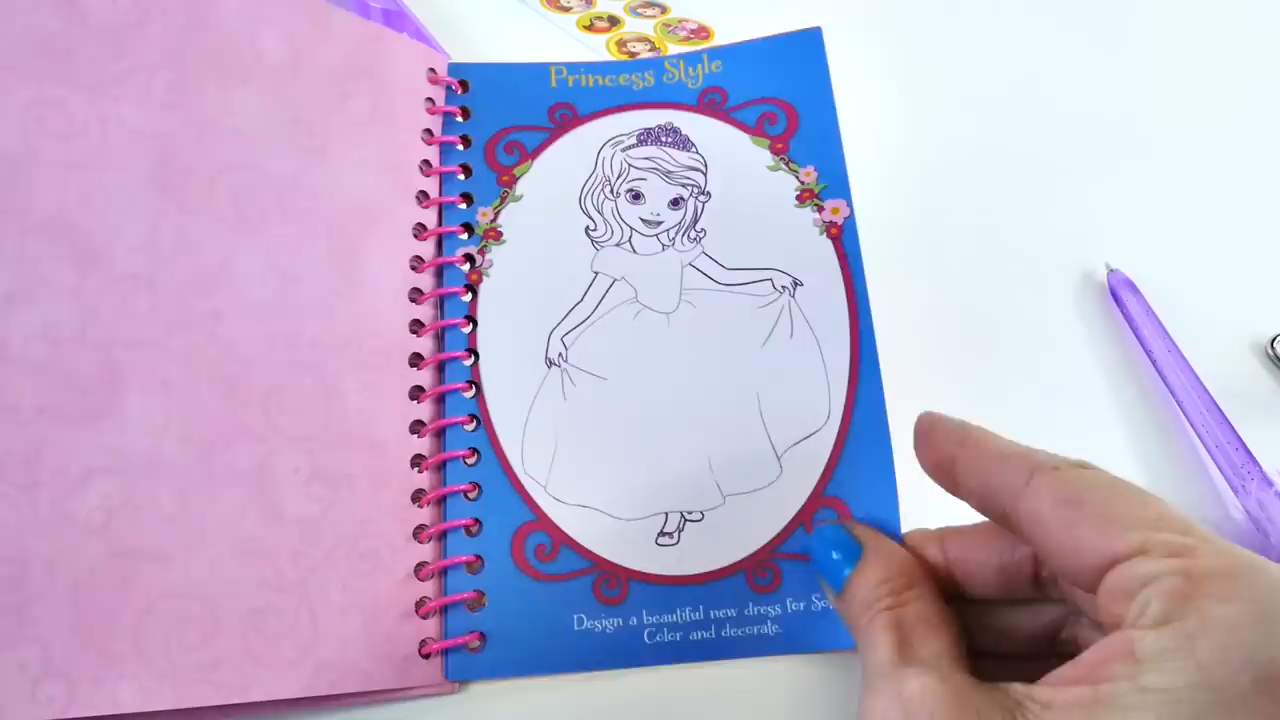 Princess Style
Design a beautiful new dress for
Color and decorate.